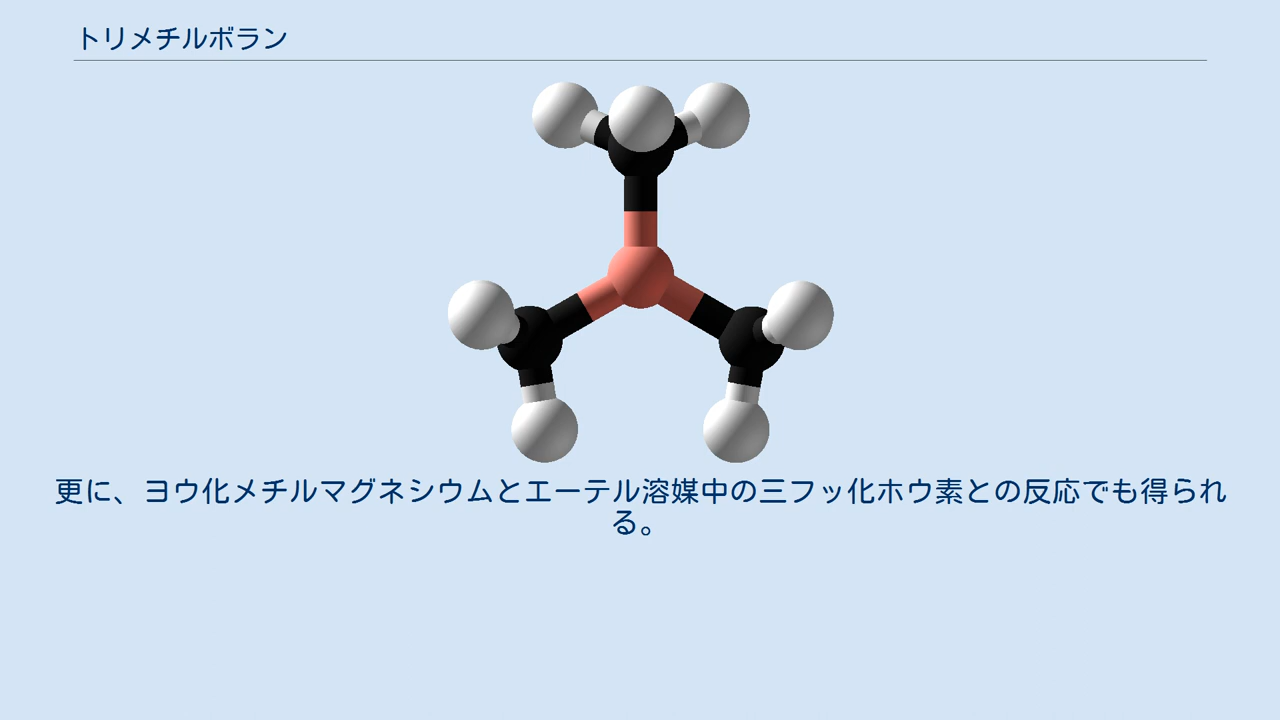 トリメチルボラン
更に、ヨウ化メチルマグネシウムとエーテル溶媒中の三フッ化ホウ素との反応でも得られ
る。